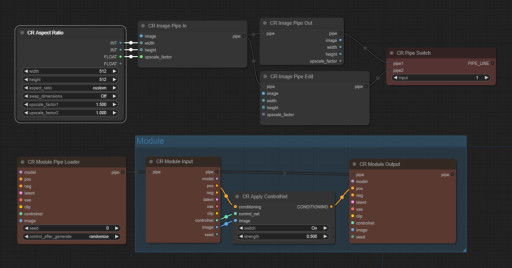 CR Aspect Ratio
INT
INT
FLOAT
FLOAT
width 512
height 512
aspect_ratio custom
swap_dimensions Off
upscale_factor1 1.500
upscale_factor2 1.000
CR Image Pipe In
image pipe
width
height
upscale_factor
CR Image Pipe Out
pipe pipe
image
width
height
upscale_factor
CR Image Pipe Edit
pipe pipe
image
width
height
upscale_factor
CR Pipe Switch
pipe1 PIPE_LINE
pipe2
Input 1
Module
CR Module Pipe Loader
model pipe
pos
neg
latent
vae
clip
controlnet
image
seed 0
control_after_generate randomize
CR Module Input
pipe pipe
model
pos
neg
latent
vae
clip
controlnet
image
seed
CR Apply ControlNet
conditioning CONDITIONING
control_net
image
switch On
strength 0.500
CR Module Output
pipe pipe
model
pos
neg
latent
vae
clip
controlnet
image
seed